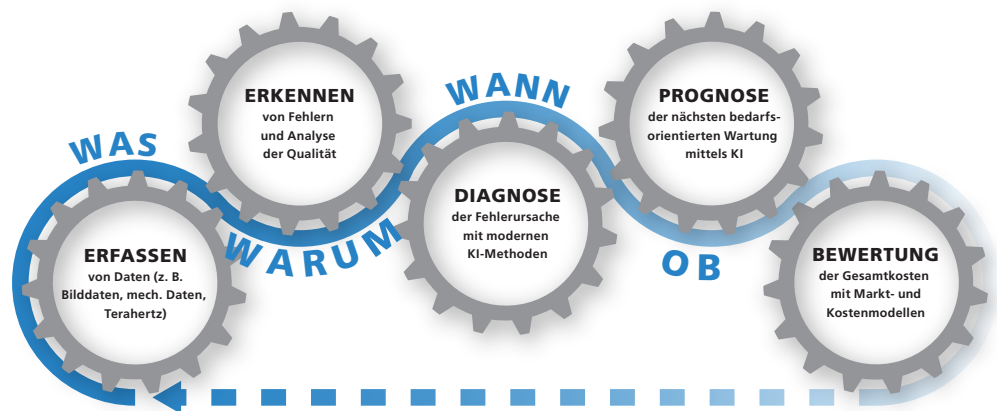 WAS
ERFASSEN
von Daten (z. B.
Bilddaten, mech. Daten,
Terahertz)
ERKENNEN
von Fehlern
und Analyse
der Qualität
WARUM
WANN
DIAGNOSE
der Fehlerursache
mit modernen
KI-Methoden
PROGNOSE
der nächsten bedarfs-
orientierten Wartung
mittels KI
OB
BEWERTUNG
der Gesamtkosten
mit Markt- und
Kostenmodellen